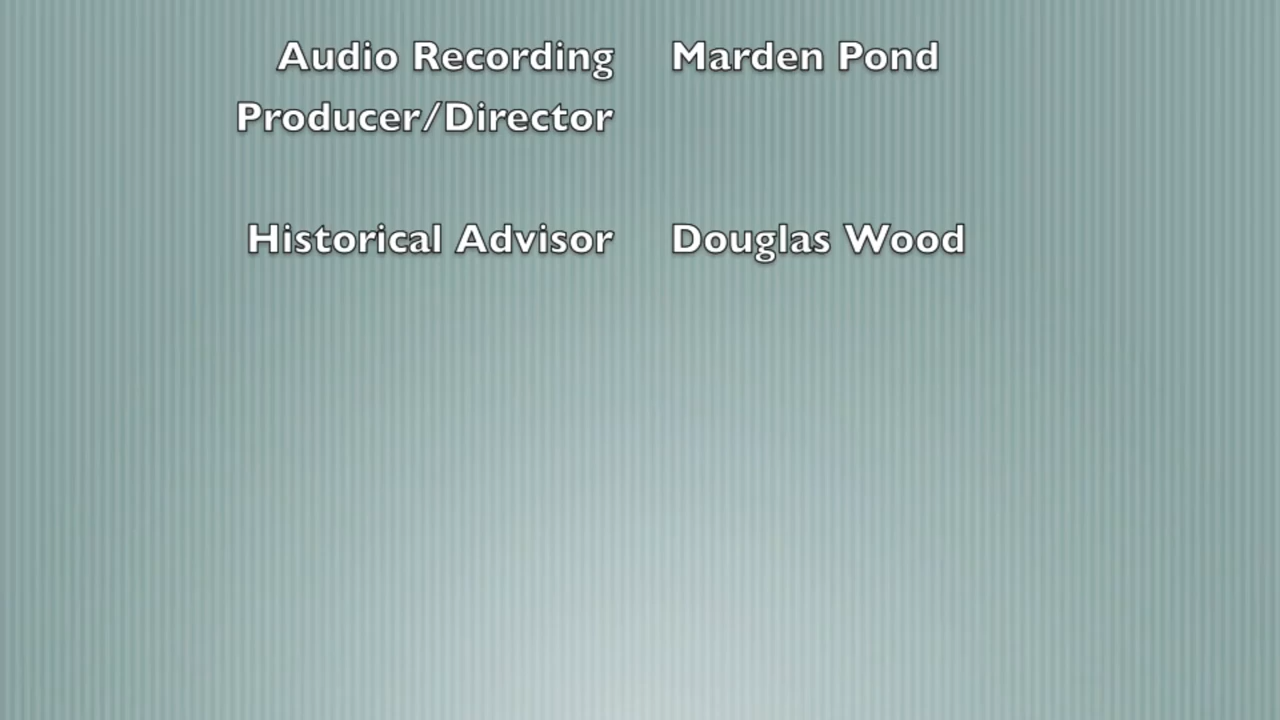 Audio Recording Marden Pond
Producer/Director
Historical Advisor Douglas Wood